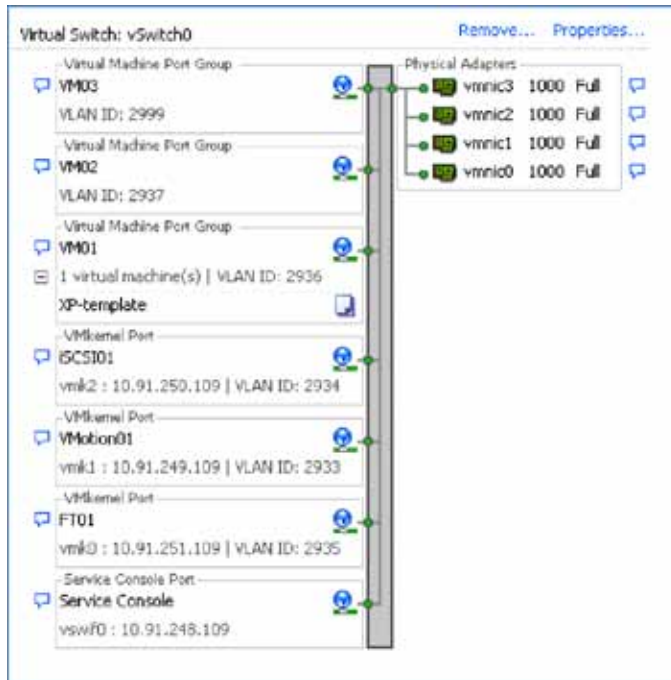 Virtual Switch: vSwitch0
Remove... Properties...
Virtual Machine Port Group
VM03
VLAN ID: 2999
Virtual Machine Port Group
VM02
VLAN ID: 2937
Virtual Machine Port Group
VM01
1 virtual machine(s) | VLAN ID: 2936
XP-template
VMkernel Port
iSCSI01
vmk2 : 10.91.250.109 | VLAN ID: 2934
VMkernel Port
VMotion01
vmk1 : 10.91.249.109 | VLAN ID: 2933
VMkernel Port
FT01
vmk0 : 10.91.251.109 | VLAN ID: 2935
Service Console Port
Service Console
vswif0 : 10.91.248.109
Physical Adapters
vmnic3 1000 Full
vmnic2 1000 Full
vmnic1 1000 Full
vmnic0 1000 Full